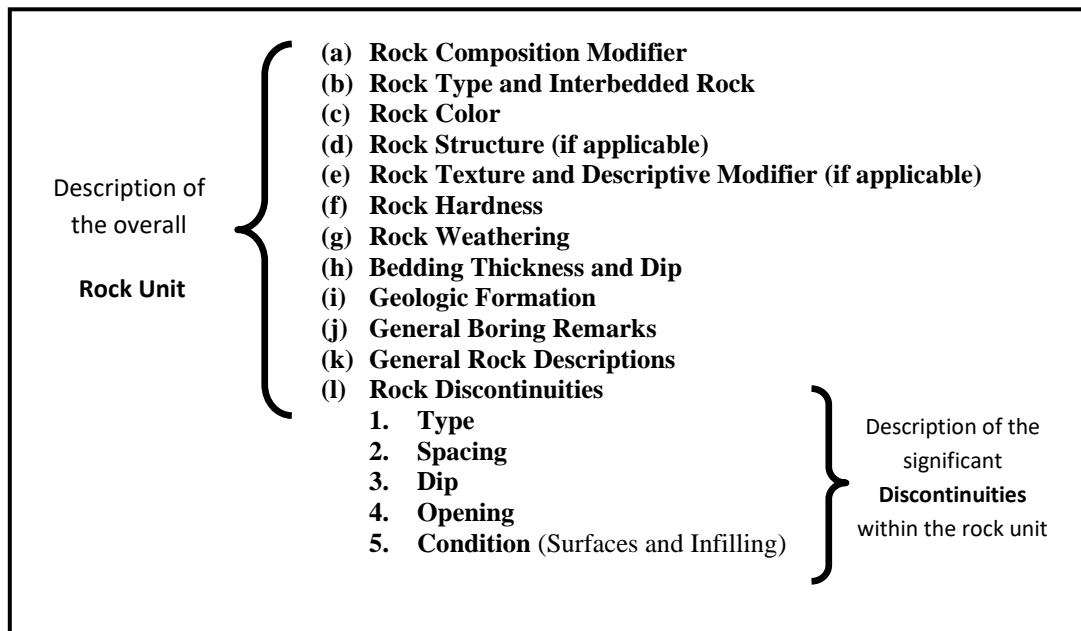 Description of
the overall
Rock Unit
(a) Rock Composition Modifier
(b) Rock Type and Interbedded Rock
(c) Rock Color
(d) Rock Structure (if applicable)
(e) Rock Texture and Descriptive Modifier (if applicable)
(f) Rock Hardness
(g) Rock Weathering
(h) Bedding Thickness and Dip
(i) Geologic Formation
(j) General Boring Remarks
(k) General Rock Descriptions
(l) Rock Discontinuities
1. Type
2. Spacing
3. Dip
4. Opening
5. Condition (Surfaces and Infilling)
Description of the
significant
Discontinuities
within the rock unit